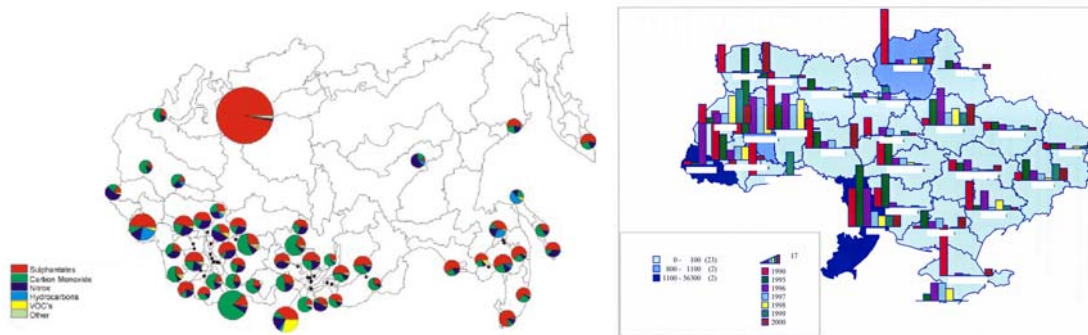 Sulphantates
Carbon Monoxide
Nitrox
Hydrocarbons
VOC's
Other
0 - 100 (23)
800 - 1100 (2)
1100 - 56300 (2)
17
1990
1995
1996
1997
1998
1999
2000